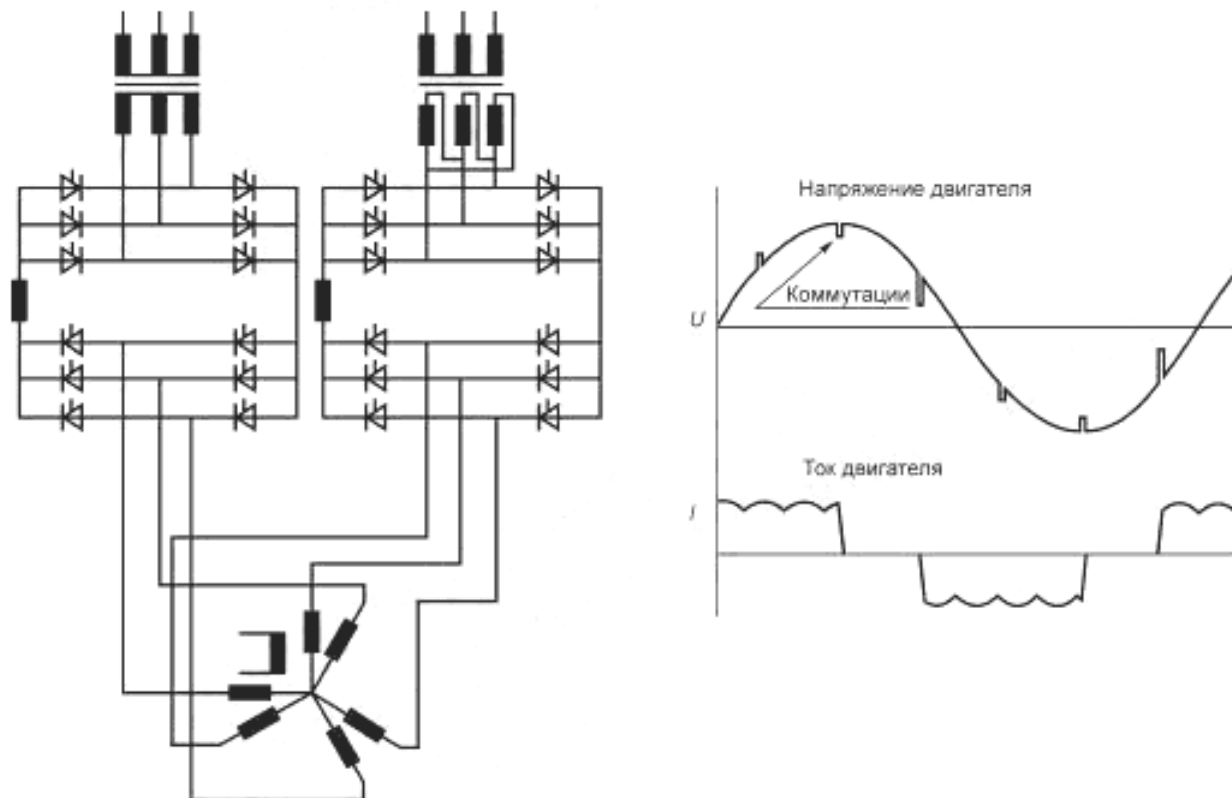 Напряжение двигателя
Коммутации
U
Ток двигателя
I